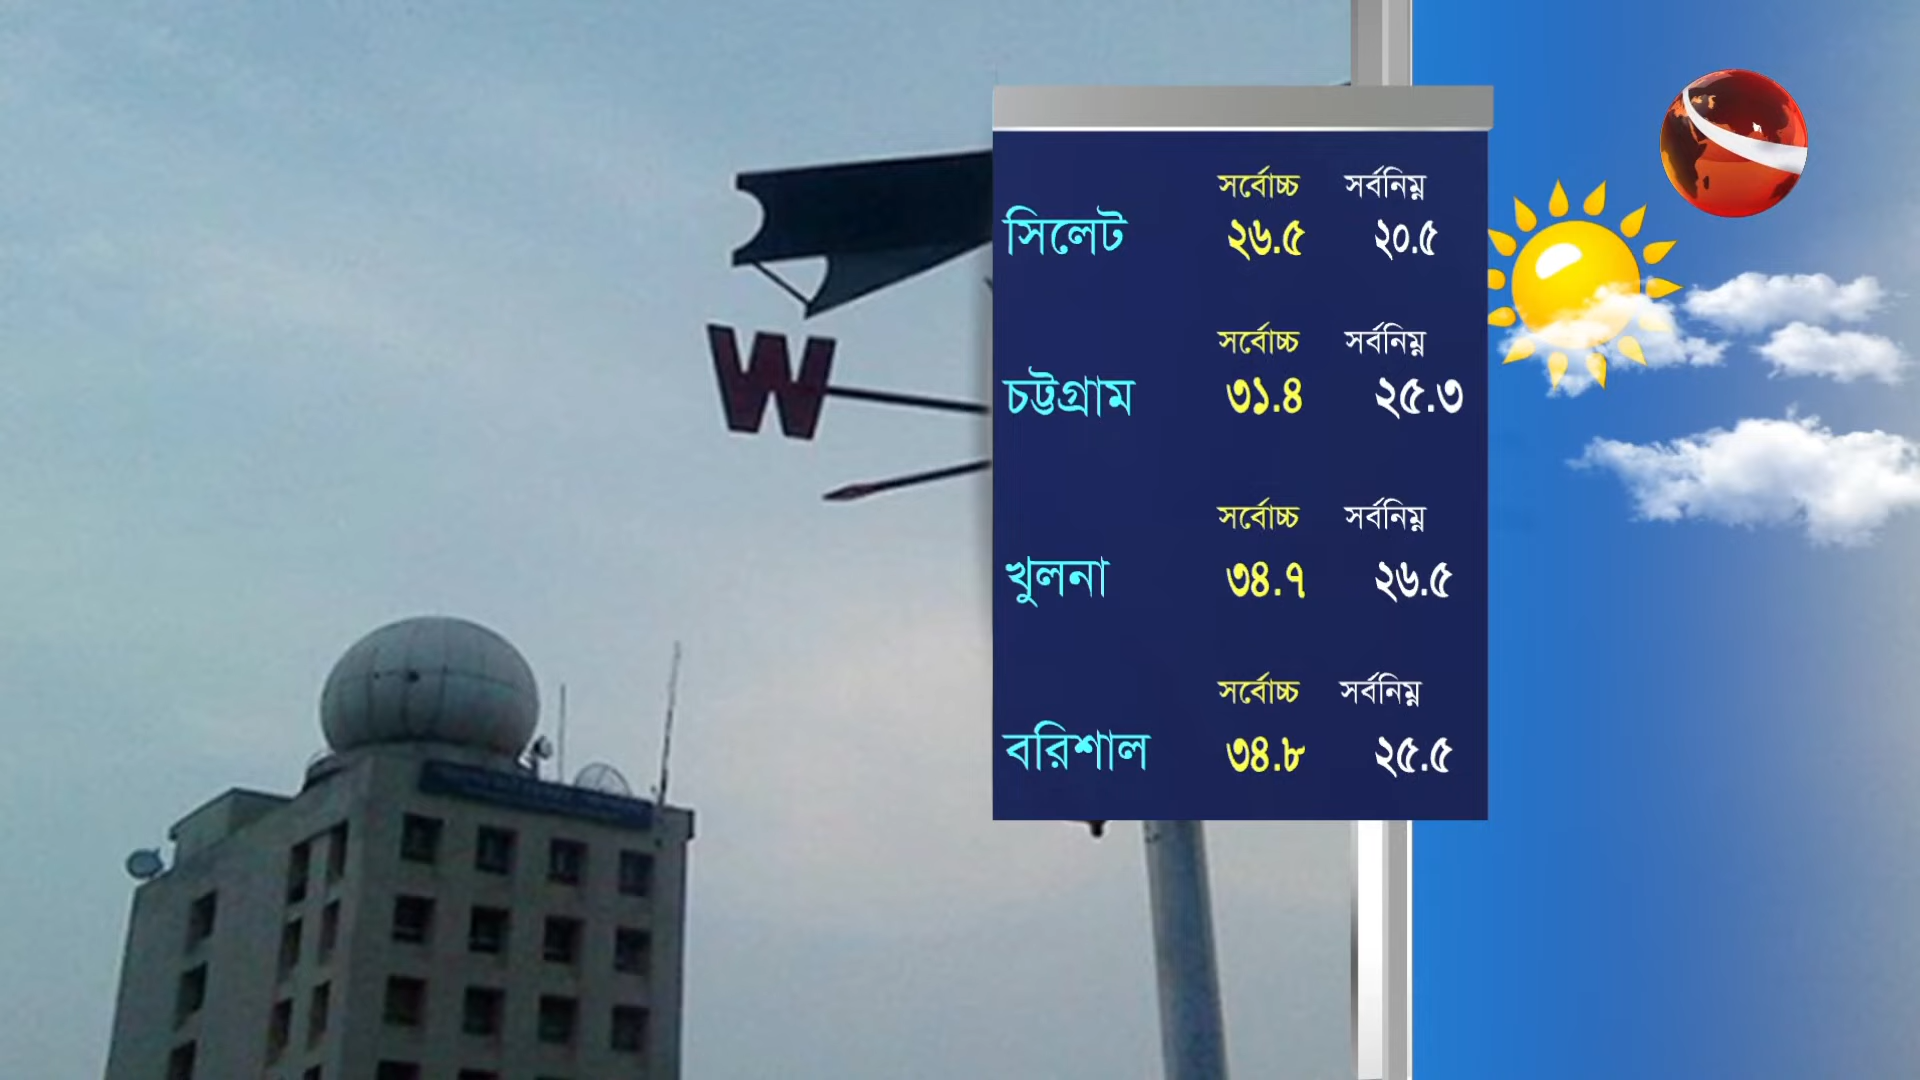 W
সর্বোচ্চ সর্বনিম্ন
সিলেট ২৬.৫ ২০.৫
সর্বোচ্চ সর্বনিম্ন
চট্টগ্রাম ৩১.৪ ২৫.৩
সর্বোচ্চ সর্বনিম্ন
খুলনা ৩৪.৭ ২৬.৫
সর্বোচ্চ সর্বনিম্ন
বরিশাল ৩৪.৮ ২৫.৫